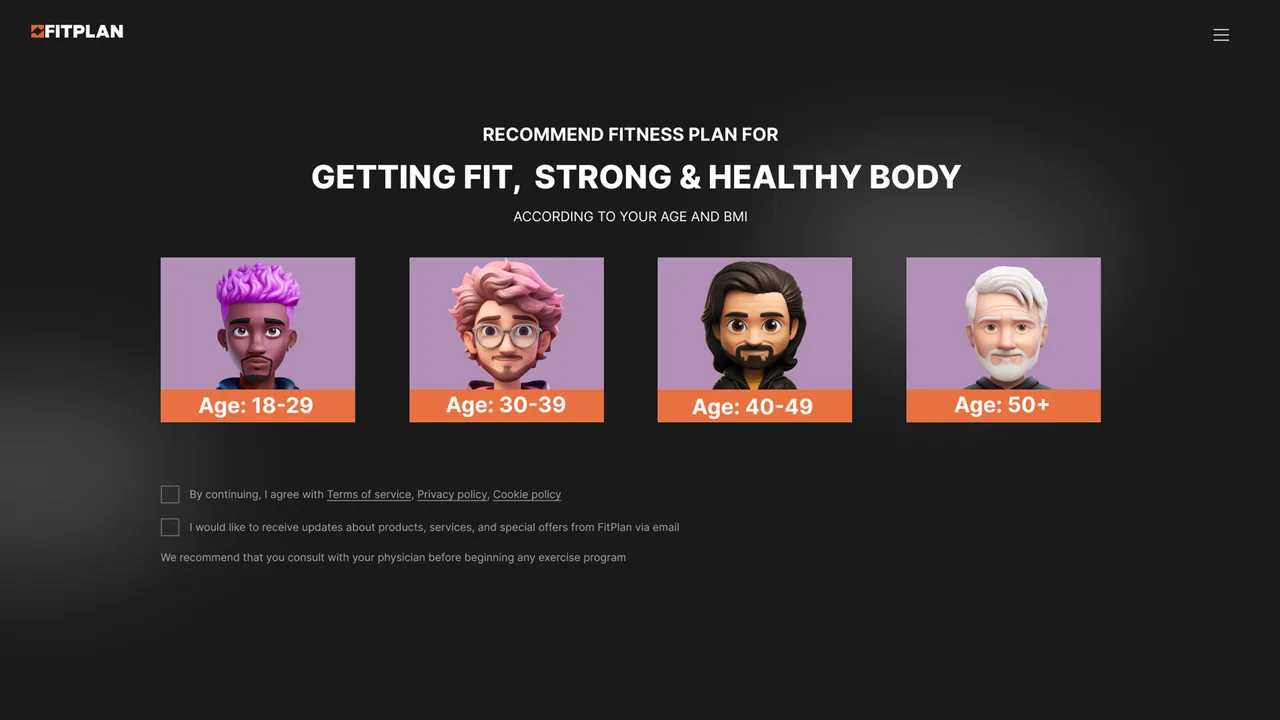 FITPLAN
RECOMMEND FITNESS PLAN FOR
GETTING FIT, STRONG & HEALTHY BODY
ACCORDING TO YOUR AGE AND BMI
Age: 18-29
Age: 30-39
Age: 40-49
Age: 50+
By continuing, I agree with Terms of service, Privacy policy, Cookie policy
I would like to receive updates about products, services, and special offers from FitPlan via email
We recommend that you consult with your physician before beginning any exercise program